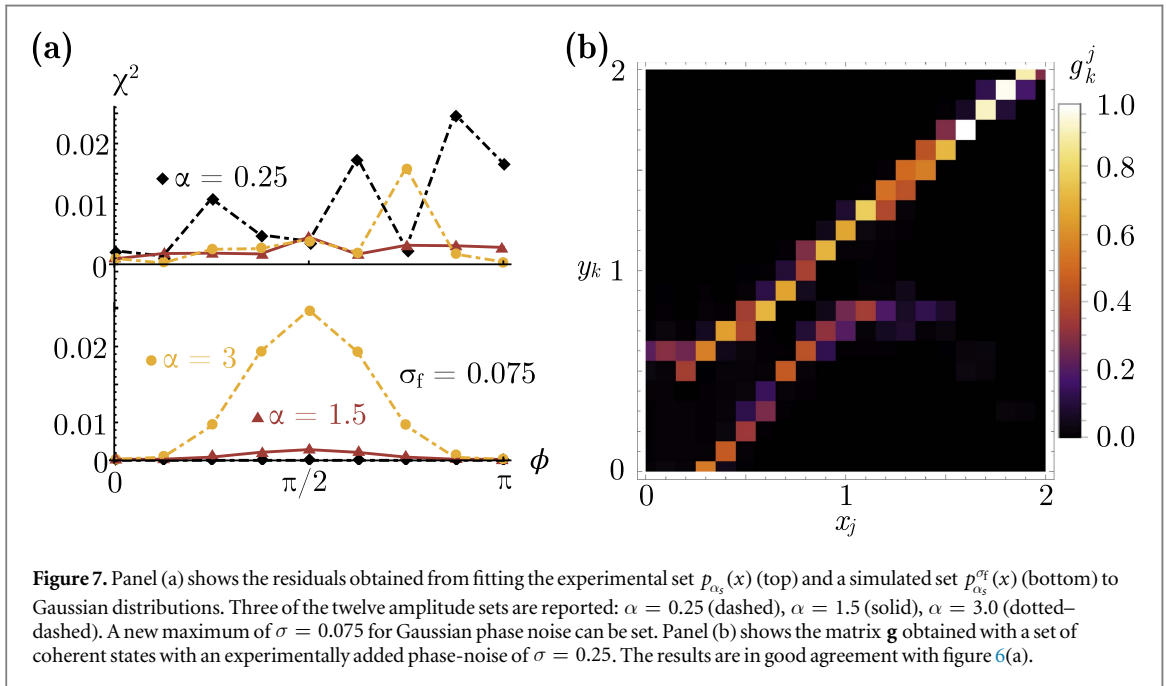 (a)
χ²
0.02
0.01
0
α = 0.25
0.02
0.01
0
α = 3
α = 1.5
σf = 0.075
0
π/2
π
ϕ
(b)
2
yk 1
0
0
1
2
xj
g_k^j
1.0
0.8
0.6
0.4
0.2
0.0
Figure 7. Panel (a) shows the residuals obtained from fitting the experimental set p_{α_s}(x) (top) and a simulated set p_{α_s}^{σ_f}(x) (bottom) to
Gaussian distributions. Three of the twelve amplitude sets are reported: α = 0.25 (dashed), α = 1.5 (solid), α = 3.0 (dotted–
dashed). A new maximum of σ = 0.075 for Gaussian phase noise can be set. Panel (b) shows the matrix g obtained with a set of
coherent states with an experimentally added phase-noise of σ = 0.25. The results are in good agreement with figure 6(a).